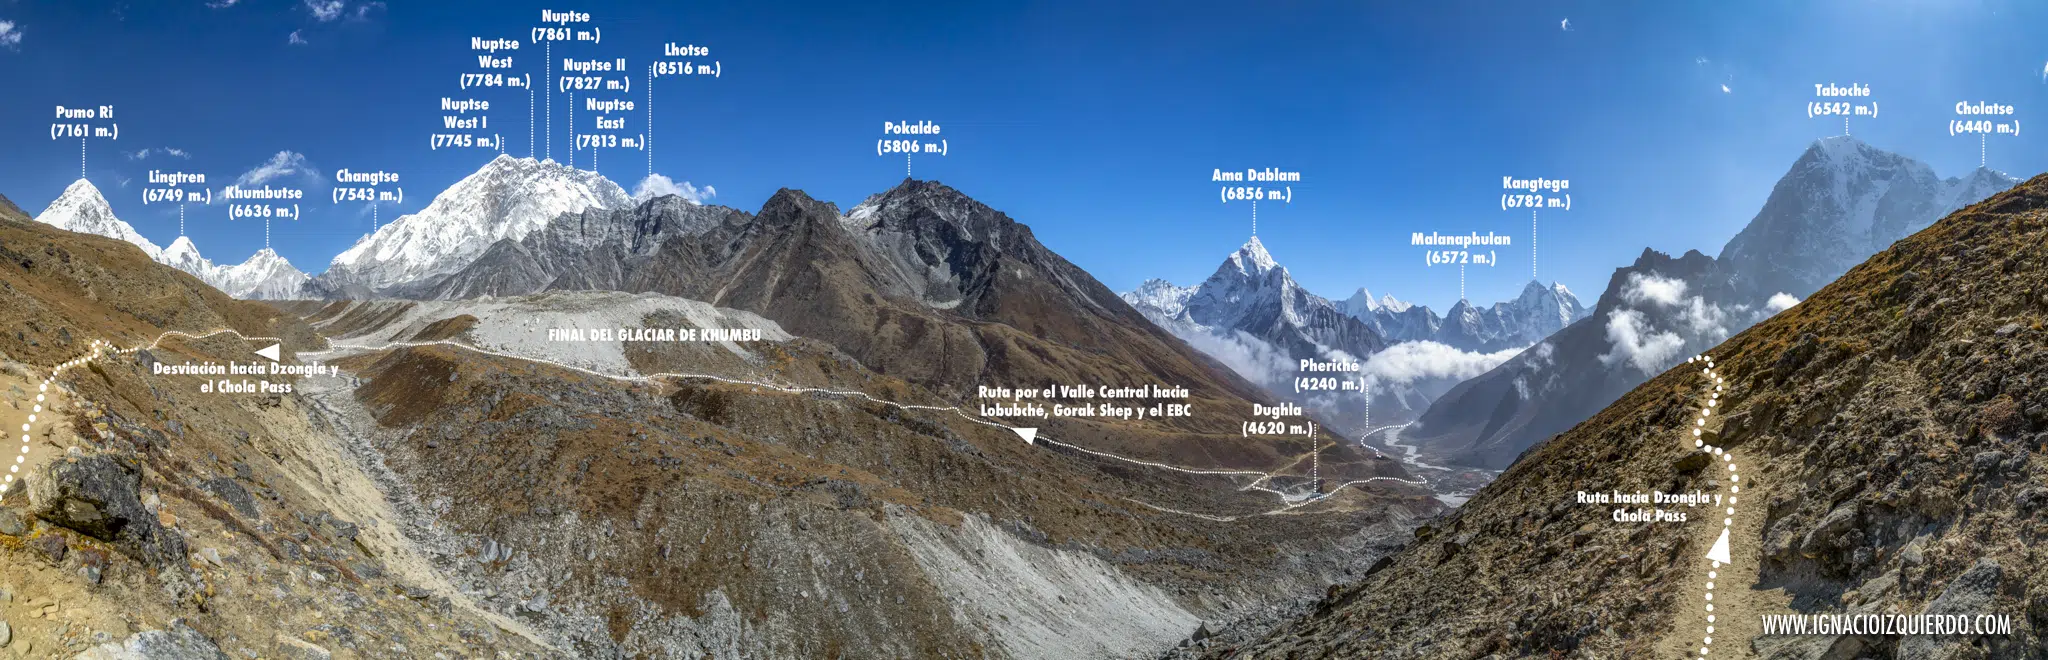 Pumo Ri
(7161 m.)
Lingtren
(6749 m.)
Khumbutse
(6636 m.)
Changtse
(7543 m.)
Nuptse
West I
(7745 m.)
Nuptse
West
(7784 m.)
Nuptse
(7861 m.)
Nuptse II
(7827 m.)
Nuptse
East
(7813 m.)
Lhotse
(8516 m.)
Pokalde
(5806 m.)
Ama Dablam
(6856 m.)
Malanaphulan
(6572 m.)
Kangtega
(6782 m.)
Taboché
(6542 m.)
Cholatse
(6440 m.)
FINAL DEL GLACIAR DE KHUMBU
Desviación hacia Dzongla y
el Chola Pass
Ruta por el Valle Central hacia
Lobubché, Gorak Shep y el EBC
Pheriché
(4240 m.)
Dughla
(4620 m.)
Ruta hacia Dzongla y
Chola Pass
WWW.IGNACIOIZQUIERDO.COM